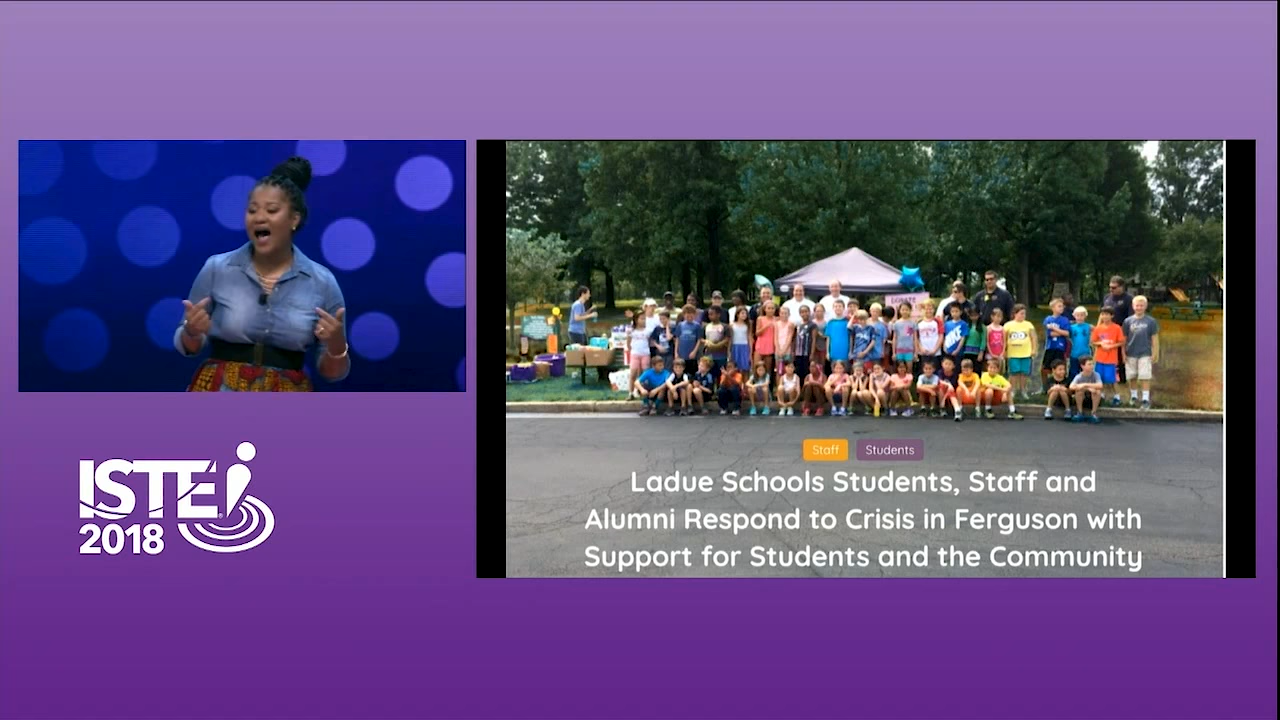 ISTE
2018
DONATE
Staff Students
Ladue Schools Students, Staff and
Alumni Respond to Crisis in Ferguson with
Support for Students and the Community